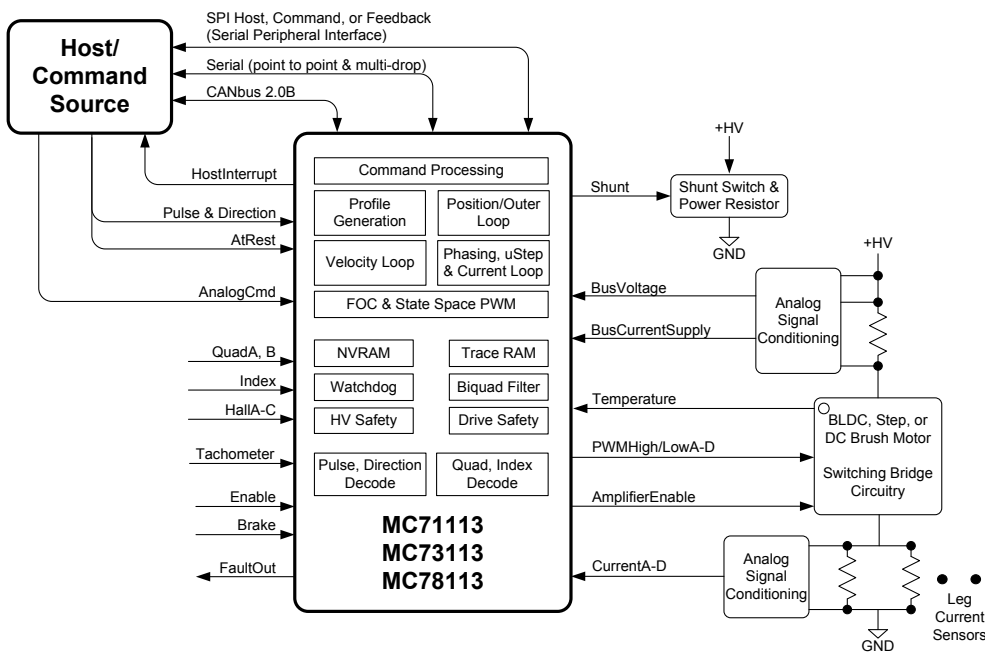 SPI Host, Command, or Feedback
(Serial Peripheral Interface)
Host/
Command
Source
Serial (point to point & multi-drop)
CANbus 2.0B
HostInterrupt
Pulse & Direction
AtRest
AnalogCmd
QuadA, B
Index
HallA-C
Tachometer
Enable
Brake
FaultOut
Command Processing
Profile
Generation
Position/Outer
Loop
Velocity Loop
Phasing, uStep
& Current Loop
FOC & State Space PWM
NVRAM
Trace RAM
Watchdog
Biquad Filter
HV Safety
Drive Safety
Pulse, Direction
Decode
Quad, Index
Decode
MC71113
MC73113
MC78113
Shunt
+HV
Shunt Switch &
Power Resistor
GND
+HV
BusVoltage
BusCurrentSupply
Analog
Signal
Conditioning
Temperature
PWMHigh/LowA-D
AmplifierEnable
BLDC, Step, or
DC Brush Motor
Switching Bridge
Circuitry
CurrentA-D
Analog
Signal
Conditioning
Leg
Current
Sensors
GND